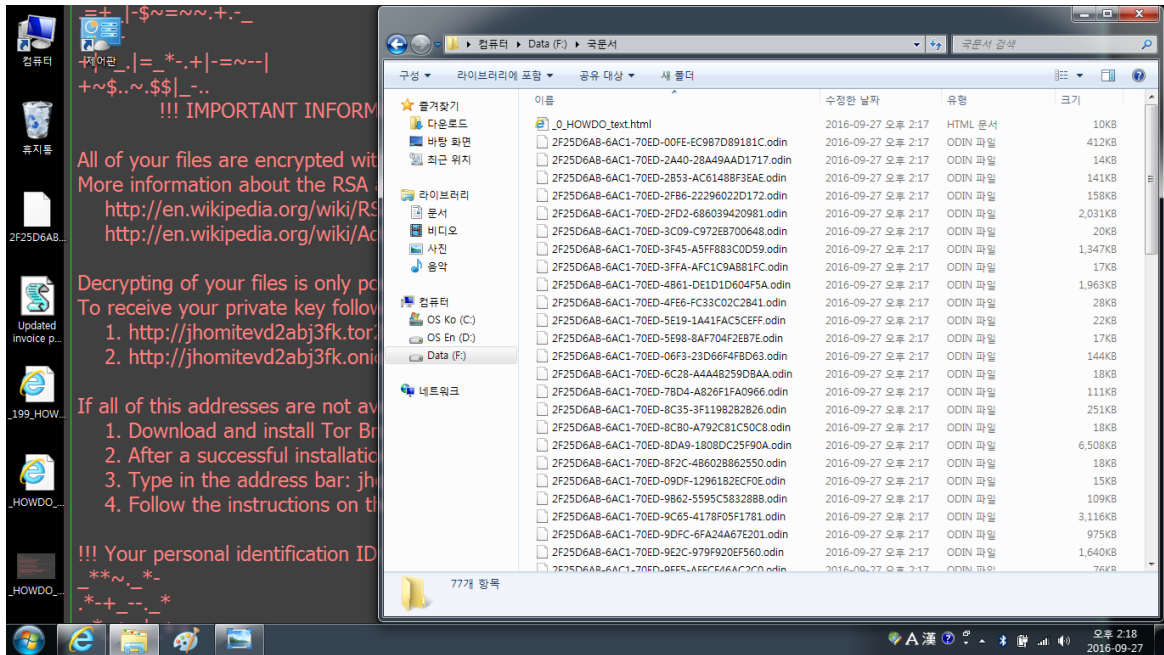 .=+_|-$~=~~.+.-_
+|*-_.|=_*-.+|-=~--|
+~$..~.$$|_-..
!!! IMPORTANT INFORM
All of your files are encrypted wit
More information about the RSA
http://en.wikipedia.org/wiki/RS
http://en.wikipedia.org/wiki/Ad
Decrypting of your files is only po
To receive your private key follow
1. http://jhomitevd2abj3fk.tor2
2. http://jhomitevd2abj3fk.onio
If all of this addresses are not av
1. Download and install Tor Br
2. After a successful installatio
3. Type in the address bar: jho
4. Follow the instructions on th
!!! Your personal identification ID
_**~._*-
.*-+_--._*
컴퓨터
제어판
휴지통
2F25D6AB...
Updated
invoice p...
_199_HOW...
_HOWDO_...
_HOWDO_...
컴퓨터 ▸ Data (F:) ▸ 국문서
국문서 검색
구성 ▼ 라이브러리에 포함 ▼ 공유 대상 ▼ 새 폴더
즐겨찾기
다운로드
바탕 화면
최근 위치
라이브러리
문서
비디오
사진
음악
컴퓨터
OS Ko (C:)
OS En (D:)
Data (F:)
네트워크
이름 수정한 날짜 유형 크기
_0_HOWDO_text.html 2016-09-27 오후 2:17 HTML 문서 10KB
2F25D6AB-6AC1-70ED-00FE-EC9B7D89181C.odin 2016-09-27 오후 2:17 ODIN 파일 412KB
2F25D6AB-6AC1-70ED-2A40-28A49AAD1717.odin 2016-09-27 오후 2:17 ODIN 파일 14KB
2F25D6AB-6AC1-70ED-2B53-AC6148BF3EAE.odin 2016-09-27 오후 2:17 ODIN 파일 141KB
2F25D6AB-6AC1-70ED-2FB6-22296022D172.odin 2016-09-27 오후 2:17 ODIN 파일 158KB
2F25D6AB-6AC1-70ED-2FD2-686039420981.odin 2016-09-27 오후 2:17 ODIN 파일 2,031KB
2F25D6AB-6AC1-70ED-3C09-C972EB700648.odin 2016-09-27 오후 2:17 ODIN 파일 20KB
2F25D6AB-6AC1-70ED-3F45-A5FF883C0D59.odin 2016-09-27 오후 2:17 ODIN 파일 1,347KB
2F25D6AB-6AC1-70ED-3FFA-AFC1C9AB81FC.odin 2016-09-27 오후 2:17 ODIN 파일 17KB
2F25D6AB-6AC1-70ED-4B61-DE1D1D604F5A.odin 2016-09-27 오후 2:17 ODIN 파일 1,963KB
2F25D6AB-6AC1-70ED-4FE6-FC33C02C2B41.odin 2016-09-27 오후 2:17 ODIN 파일 28KB
2F25D6AB-6AC1-70ED-5E19-1A41FAC5CEFF.odin 2016-09-27 오후 2:17 ODIN 파일 22KB
2F25D6AB-6AC1-70ED-5E98-8AF704F2EB7E.odin 2016-09-27 오후 2:17 ODIN 파일 17KB
2F25D6AB-6AC1-70ED-06F3-23D66F4FBD63.odin 2016-09-27 오후 2:17 ODIN 파일 144KB
2F25D6AB-6AC1-70ED-6C28-A4A4B259DBAA.odin 2016-09-27 오후 2:17 ODIN 파일 18KB
2F25D6AB-6AC1-70ED-7BD4-A826F1FA0966.odin 2016-09-27 오후 2:17 ODIN 파일 111KB
2F25D6AB-6AC1-70ED-8C35-3F119B2B2B26.odin 2016-09-27 오후 2:17 ODIN 파일 251KB
2F25D6AB-6AC1-70ED-8CB0-A792C81C50C8.odin 2016-09-27 오후 2:17 ODIN 파일 18KB
2F25D6AB-6AC1-70ED-8DA9-1808DC25F90A.odin 2016-09-27 오후 2:17 ODIN 파일 6,508KB
2F25D6AB-6AC1-70ED-8F2C-4B602B862550.odin 2016-09-27 오후 2:17 ODIN 파일 18KB
2F25D6AB-6AC1-70ED-09DF-12961B2ECF0E.odin 2016-09-27 오후 2:17 ODIN 파일 15KB
2F25D6AB-6AC1-70ED-9B62-5595C58328BB.odin 2016-09-27 오후 2:17 ODIN 파일 109KB
2F25D6AB-6AC1-70ED-9C65-4178F05F1781.odin 2016-09-27 오후 2:17 ODIN 파일 3,116KB
2F25D6AB-6AC1-70ED-9DFC-6FA24A67E201.odin 2016-09-27 오후 2:17 ODIN 파일 975KB
2F25D6AB-6AC1-70ED-9E2C-979F920EF560.odin 2016-09-27 오후 2:17 ODIN 파일 1,640KB
2F25D6AB-6AC1-70ED-9FF5-AFFCF46AC2C0.odin 2016-09-27 오후 2:17 ODIN 파일 76KB
77개 항목
A 漢
오후 2:18
2016-09-27